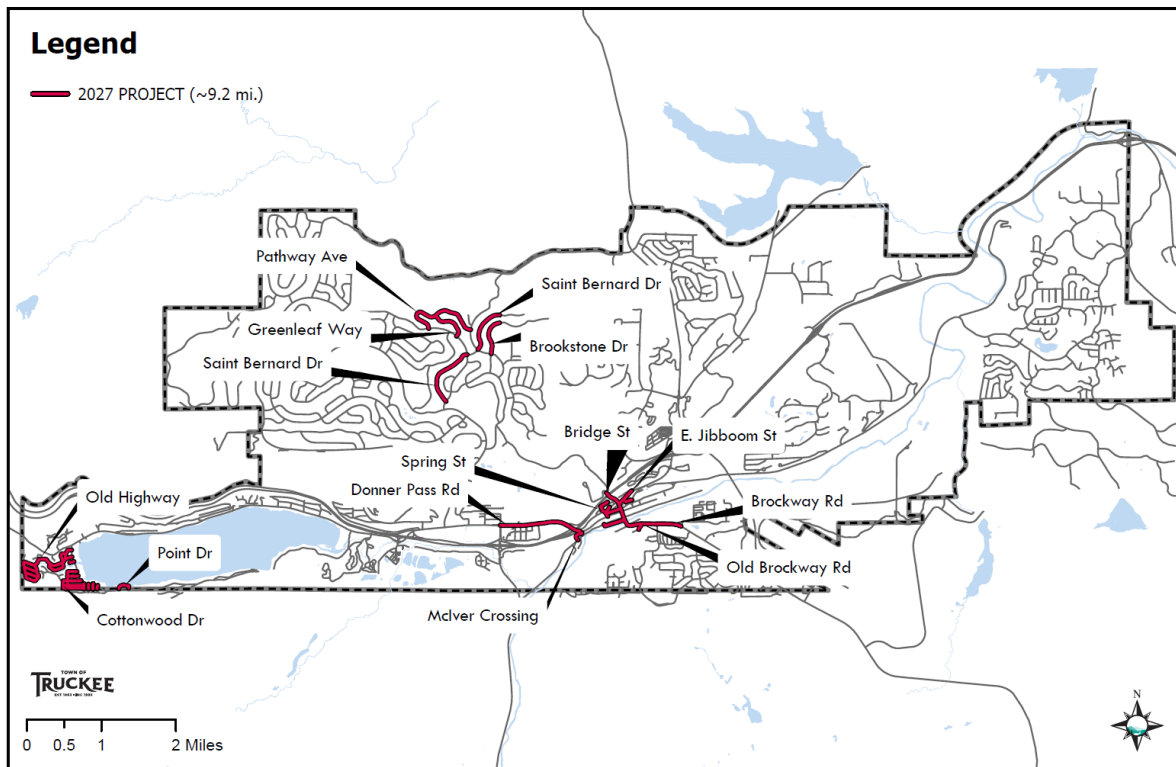 Legend
2027 PROJECT (~9.2 mi.)
Pathway Ave
Saint Bernard Dr
Greenleaf Way
Brookstone Dr
Saint Bernard Dr
Bridge St
E. Jibboom St
Spring St
Donner Pass Rd
Old Highway
Brockway Rd
Point Dr
Old Brockway Rd
McIver Crossing
Cottonwood Dr
TOWN OF
TRUCKEE
N
0 0.5 1 2 Miles